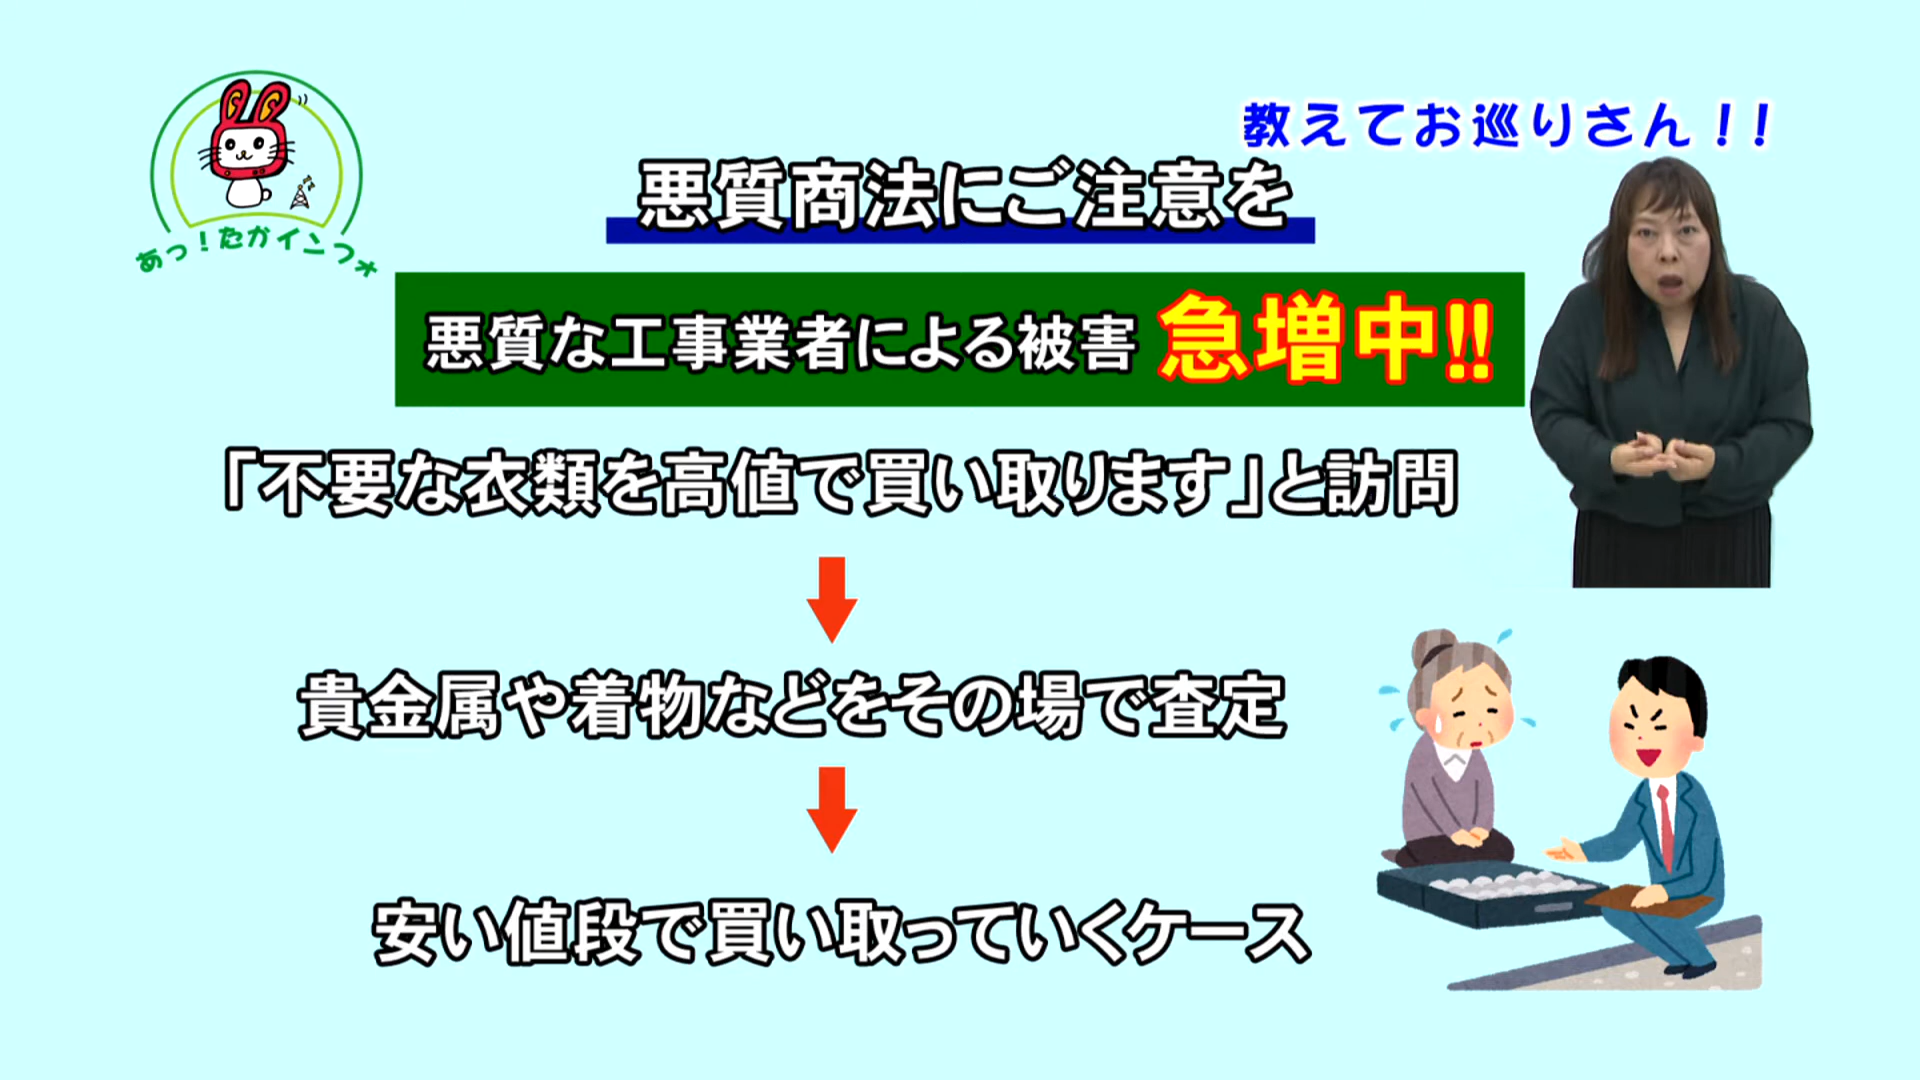 あっ!たかインフォ
教えてお巡りさん!!
悪質商法にご注意を
悪質な工事業者による被害 急増中!!
「不要な衣類を高値で買い取ります」と訪問
貴金属や着物などをその場で査定
安い値段で買い取っていくケース